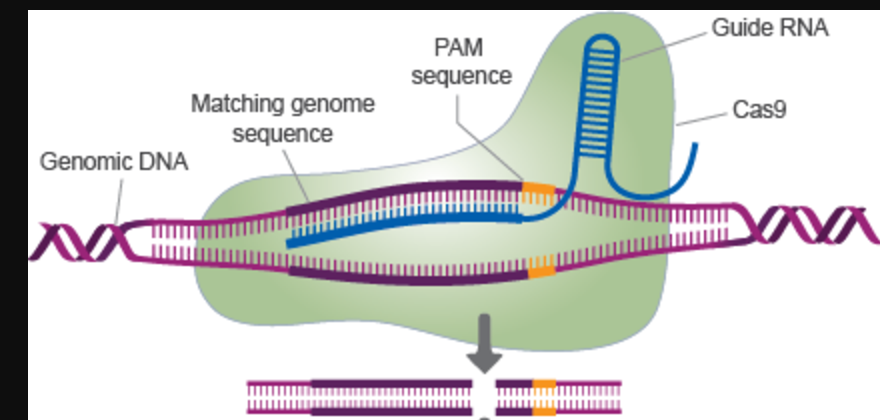 Guide RNA
PAM
sequence
Matching genome
sequence
Cas9
Genomic DNA